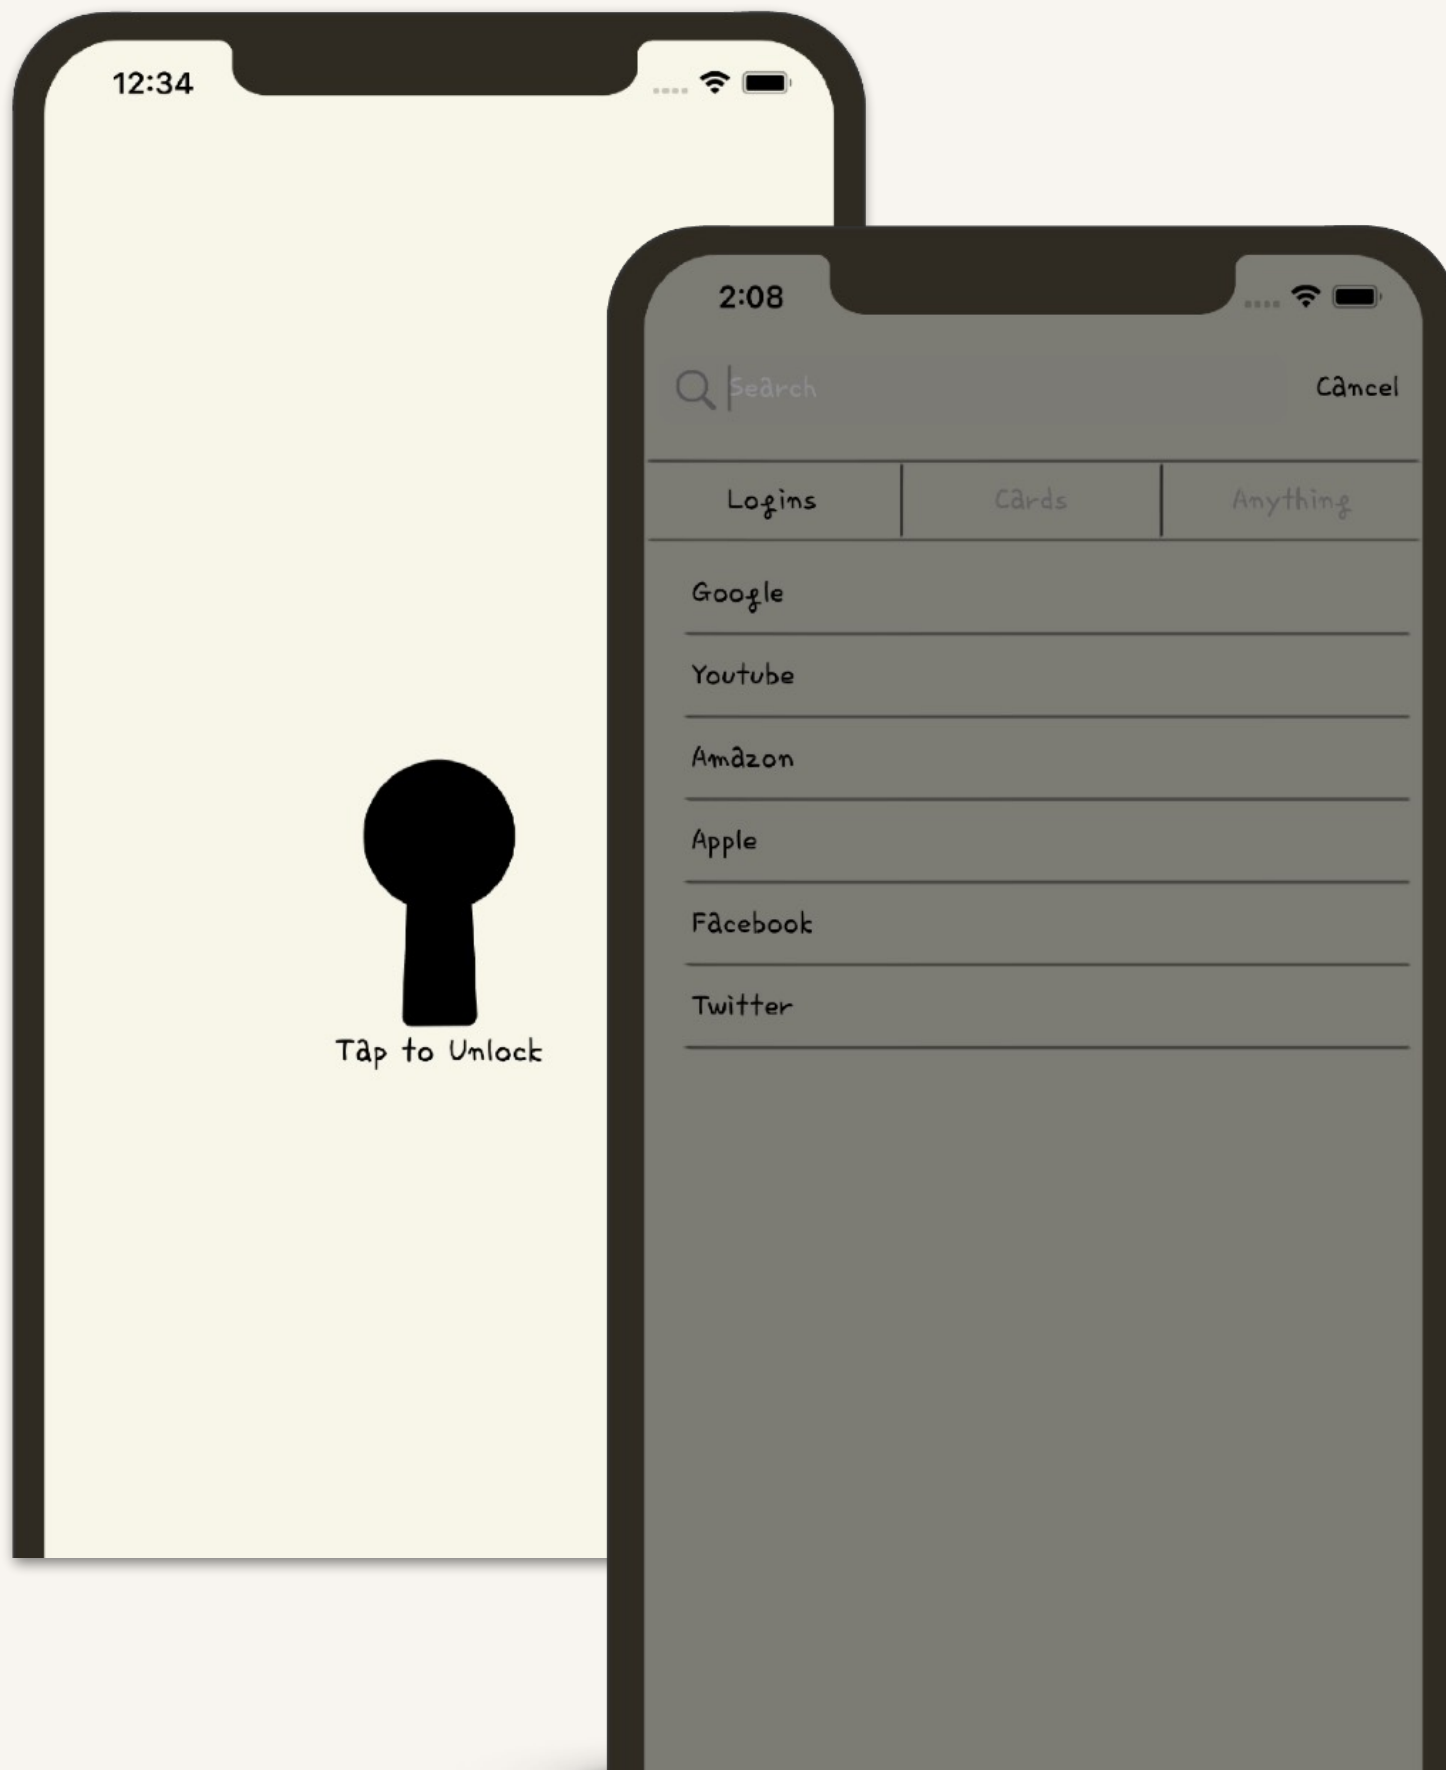 12:34
Tap to Unlock
2:08
Search
Cancel
Logins
Cards
Anything
Google
Youtube
Amazon
Apple
Facebook
Twitter